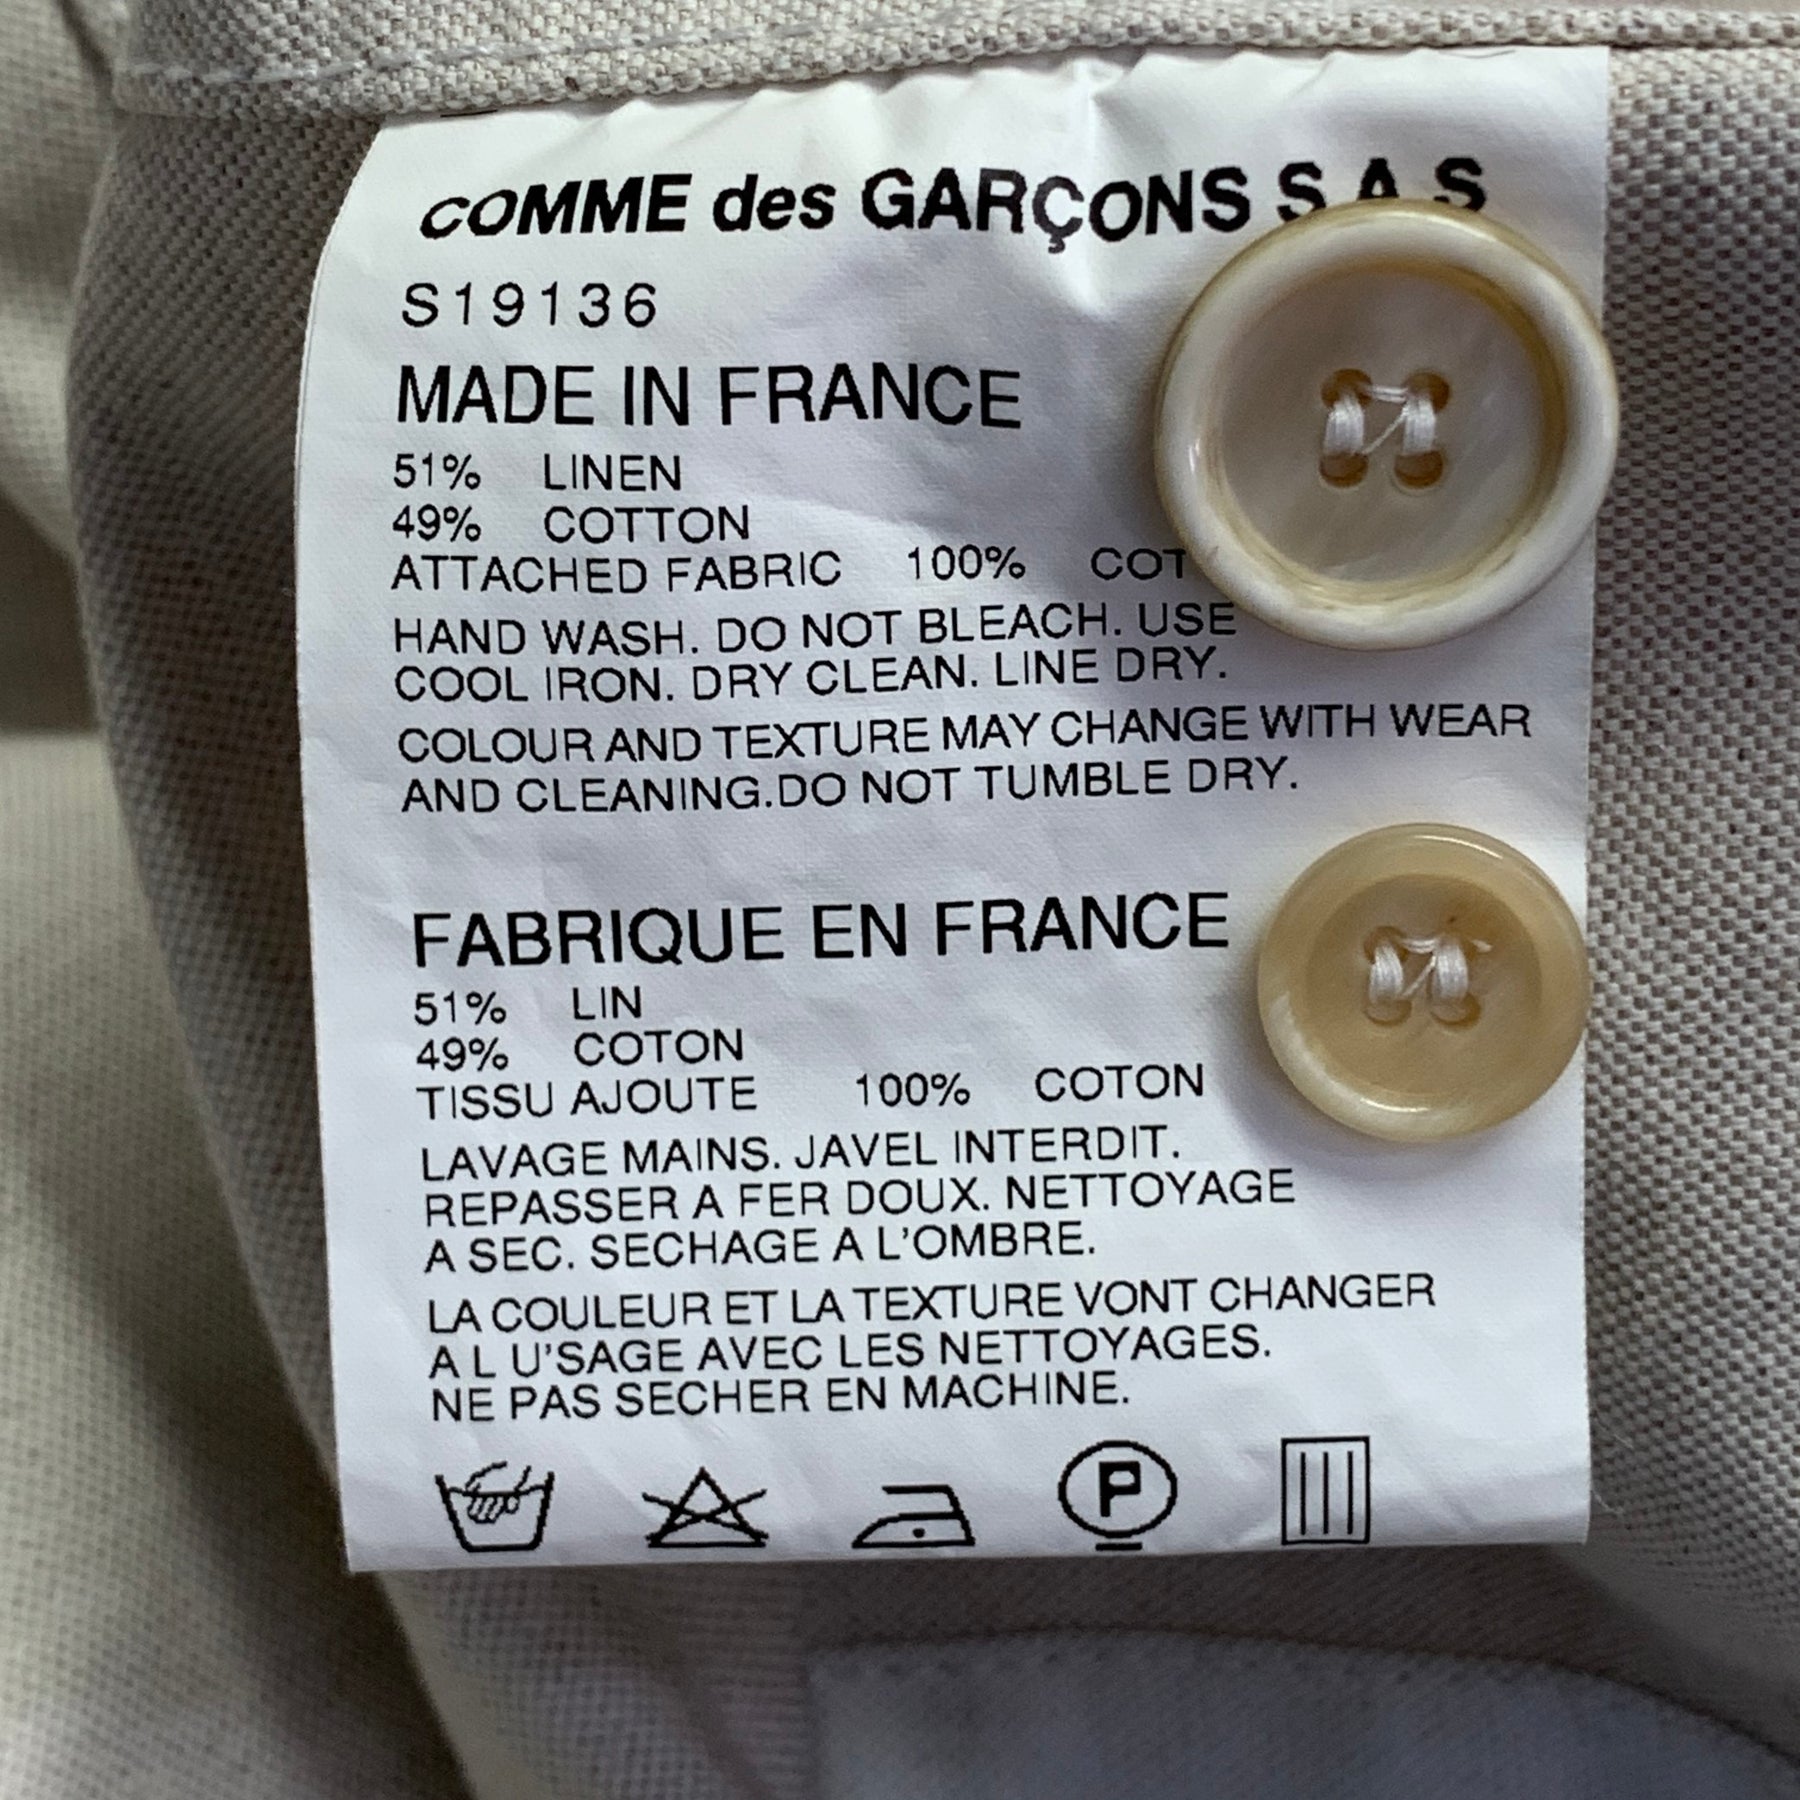 COMME des GARÇONS S.A.S
S19136
MADE IN FRANCE
51% LINEN
49% COTTON
ATTACHED FABRIC 100% COT
HAND WASH. DO NOT BLEACH. USE
COOL IRON. DRY CLEAN. LINE DRY.
COLOUR AND TEXTURE MAY CHANGE WITH WEAR
AND CLEANING.DO NOT TUMBLE DRY.
FABRIQUE EN FRANCE
51% LIN
49% COTON
TISSU AJOUTE 100% COTON
LAVAGE MAINS. JAVEL INTERDIT.
REPASSER A FER DOUX. NETTOYAGE
A SEC. SECHAGE A L'OMBRE.
LA COULEUR ET LA TEXTURE VONT CHANGER
A L U'SAGE AVEC LES NETTOYAGES.
NE PAS SECHER EN MACHINE.
P